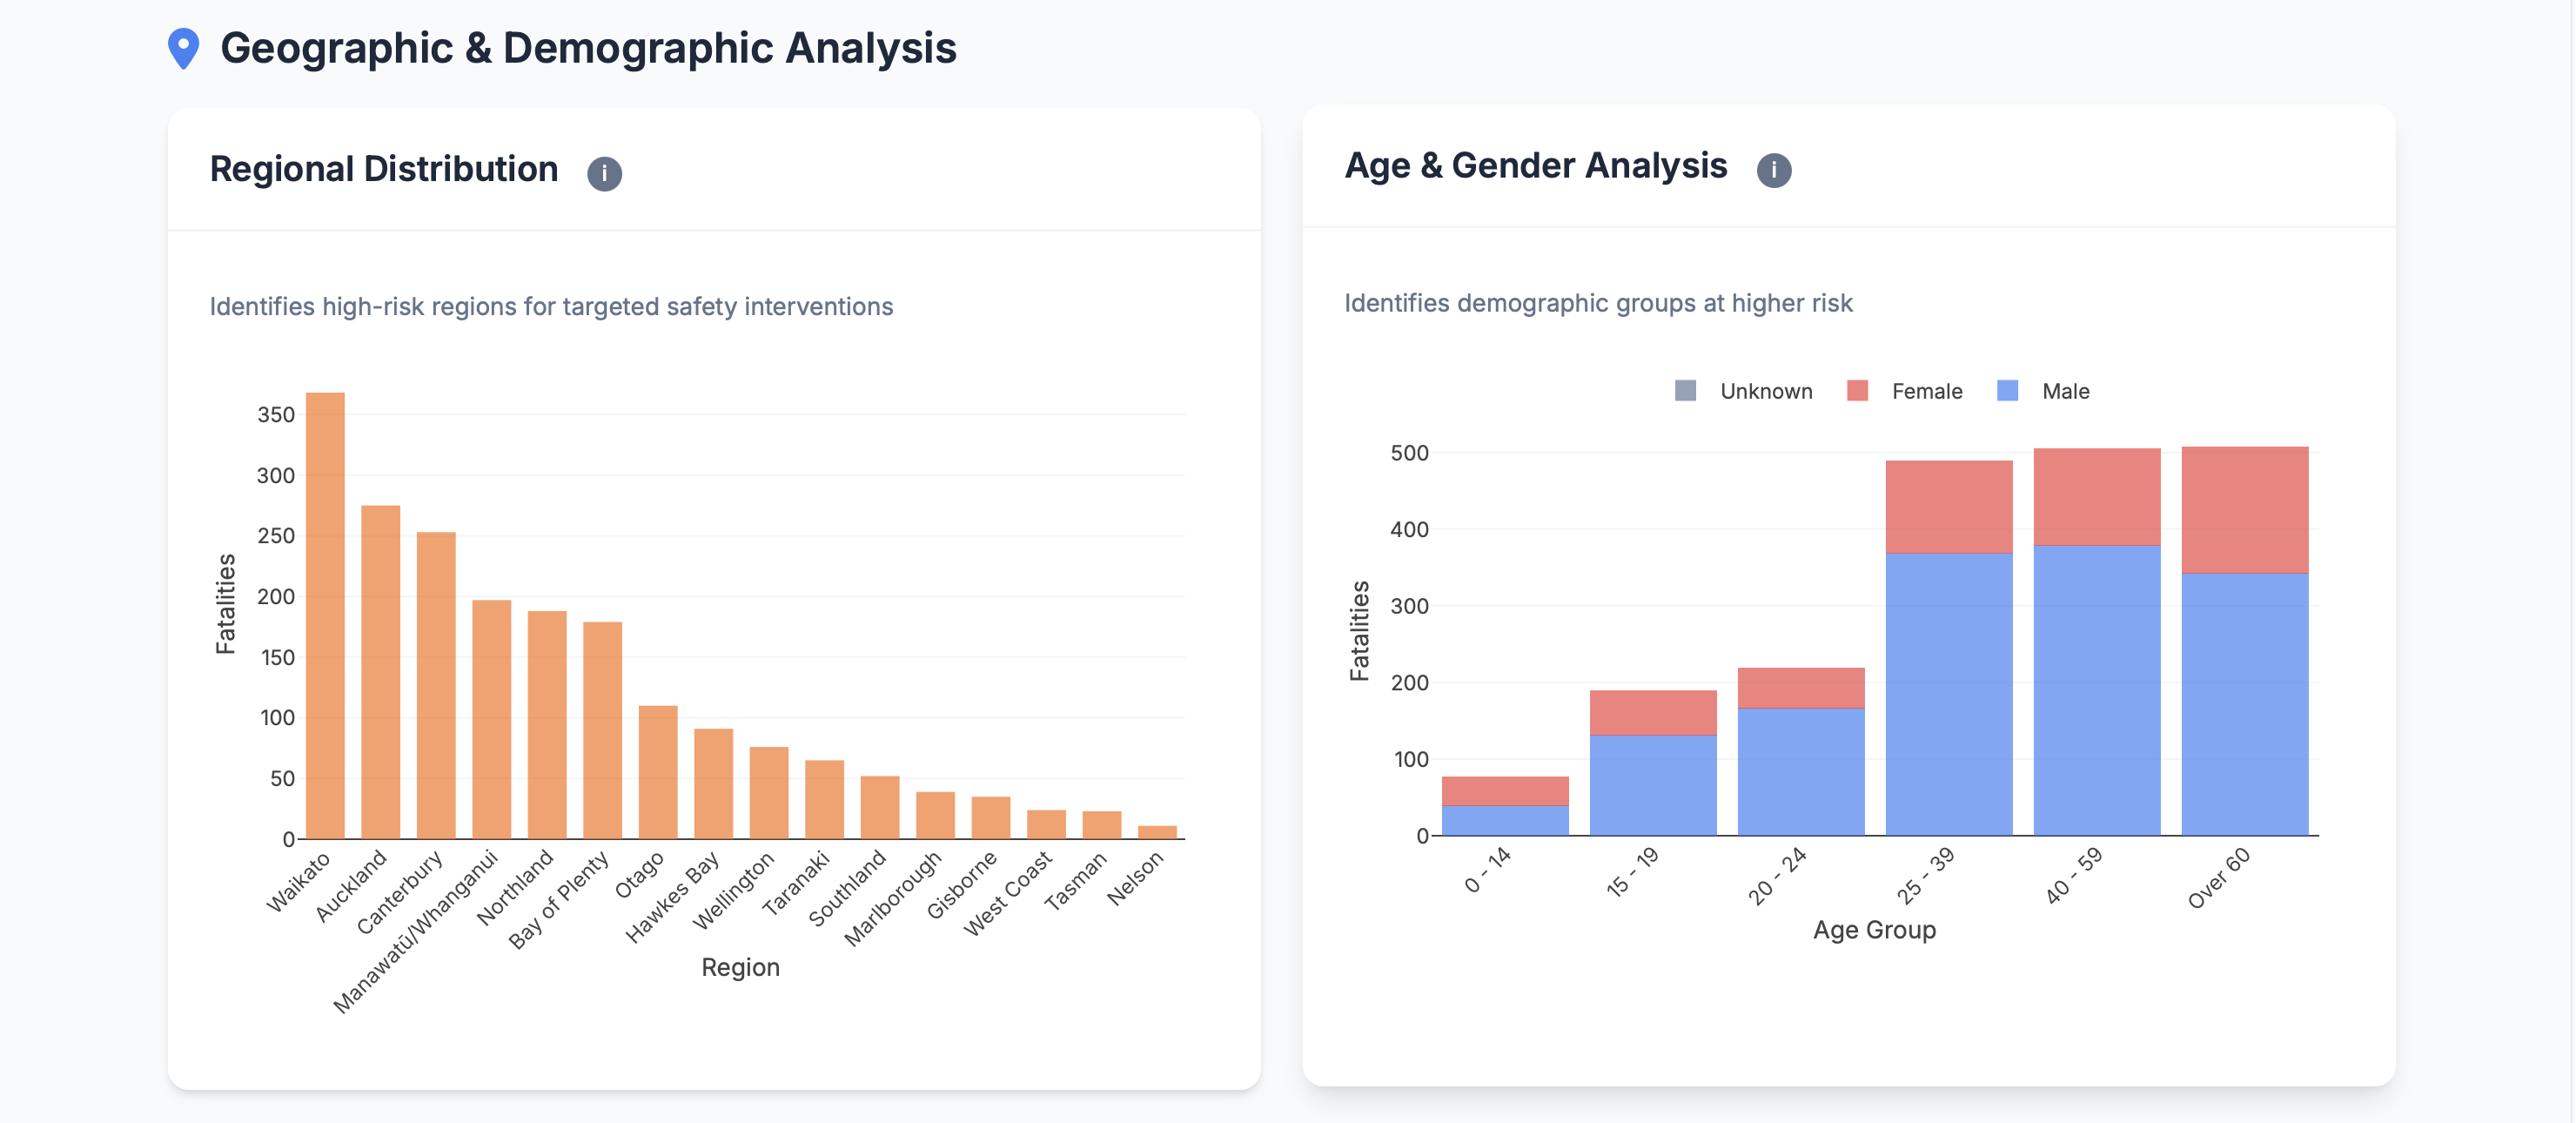 Geographic & Demographic Analysis
Regional Distribution
i
Identifies high-risk regions for targeted safety interventions
Fatalities
350
300
250
200
150
100
50
0
Waikato
Auckland
Canterbury
Manawatū/Whanganui
Northland
Bay of Plenty
Otago
Hawkes Bay
Wellington
Taranaki
Southland
Marlborough
Gisborne
West Coast
Tasman
Nelson
Region
Age & Gender Analysis
i
Identifies demographic groups at higher risk
Unknown Female Male
Fatalities
500
400
300
200
100
0
0 - 14
15 - 19
20 - 24
25 - 39
40 - 59
Over 60
Age Group